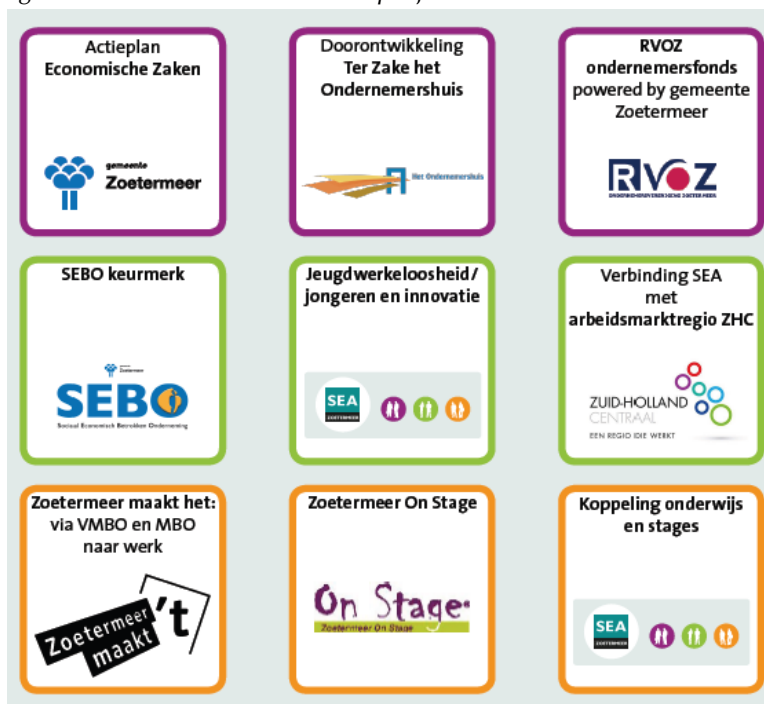 Actieplan
Economische Zaken
gemeente
Zoetermeer
Doorontwikkeling
Ter Zake het
Ondernemershuis
Het Ondernemershuis
RVOZ
ondernemersfonds
powered by gemeente
Zoetermeer
RVOZ
SEBO keurmerk
Zoetermeer
SEBO
Sociaal Economisch Betrokken Onderneming
Jeugdwerkeloosheid/
jongeren en innovatie
SEA
ZOETERMEER
Verbinding SEA
met
arbeidsmarktregio ZHC
ZUID-HOLLAND
CENTRAAL
EEN REGIO DIE WERKT
Zoetermeer maakt het:
via VMBO en MBO
naar werk
Zoetermeer
maakt
't
Zoetermeer On Stage
On Stage
Zoetermeer On Stage
Koppeling onderwijs
en stages
SEA
ZOETERMEER